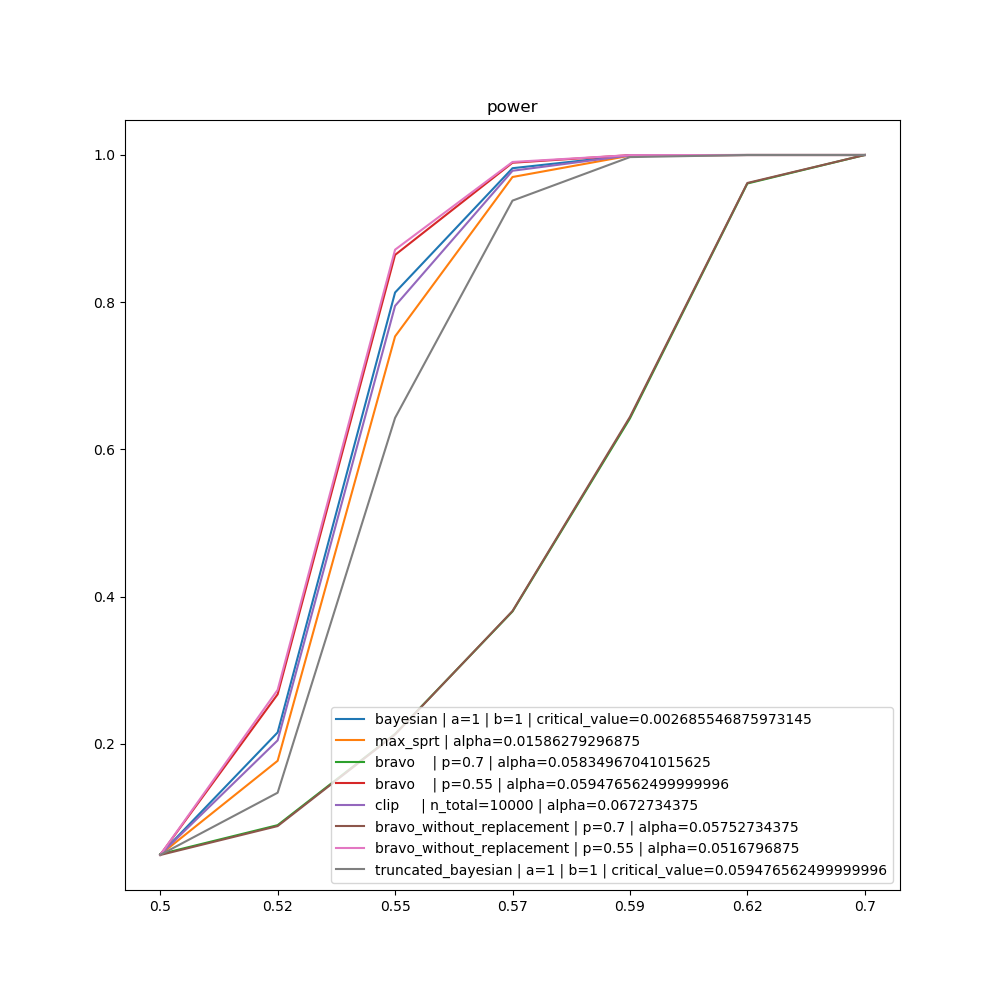 power
1.0
0.8
0.6
0.4
0.2
bayesian | a=1 | b=1 | critical_value=0.002685546875973145
max_sprt | alpha=0.01586279296875
bravo    | p=0.7 | alpha=0.05834967041015625
bravo    | p=0.55 | alpha=0.059476562499999996
clip     | n_total=10000 | alpha=0.0672734375
bravo_without_replacement | p=0.7 | alpha=0.05752734375
bravo_without_replacement | p=0.55 | alpha=0.0516796875
truncated_bayesian | a=1 | b=1 | critical_value=0.059476562499999996
0.5 0.52 0.55 0.57 0.59 0.62 0.7